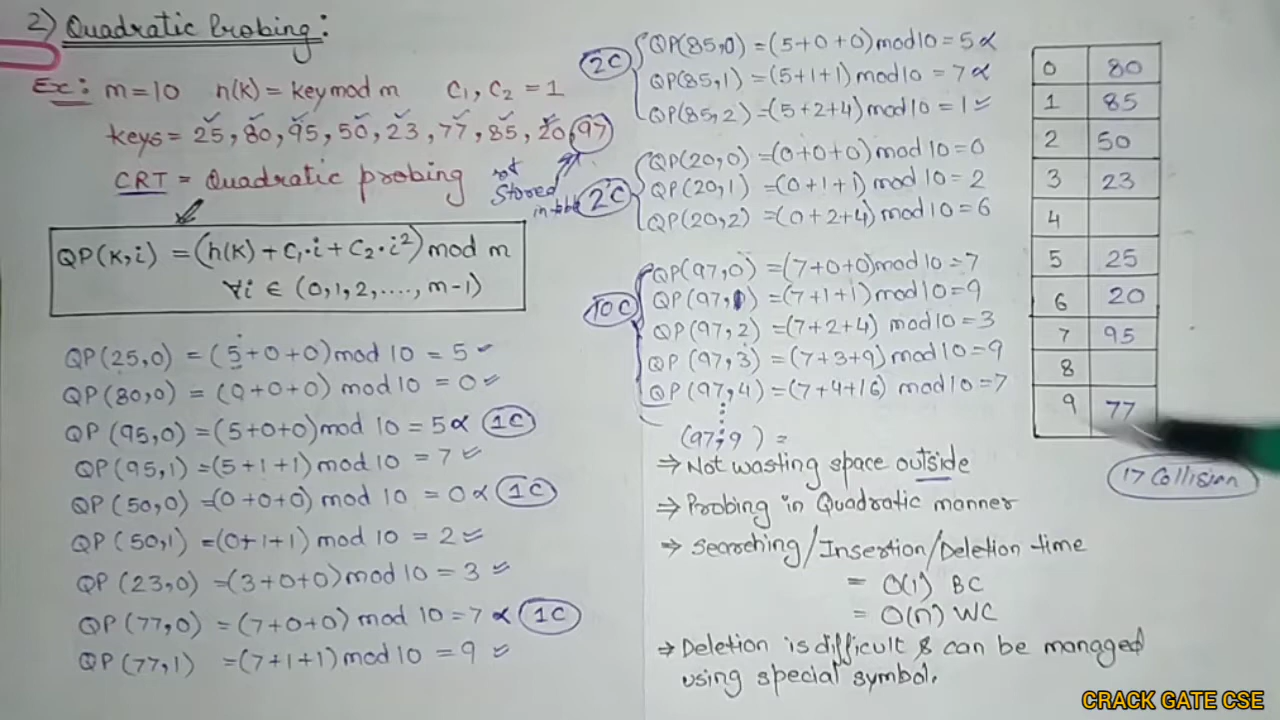 2) Quadratic Probing:
Ex: m=10 h(K)=key mod m C₁, C₂ = 1
keys = 25, 80, 95, 50, 23, 77, 85, 20, 97
not
Stored
in
CRT = Quadratic probing
QP(K,i) = (h(K) + C₁·i + C₂·i²) mod m
∀i ∈ (0,1,2,....,m-1)
QP(25,0) = (5+0+0) mod 10 = 5 ✓
QP(80,0) = (0+0+0) mod 10 = 0 ✓
QP(95,0) = (5+0+0) mod 10 = 5 × 1C
QP(95,1) = (5+1+1) mod 10 = 7 ✓
QP(50,0) = (0+0+0) mod 10 = 0 × 1C
QP(50,1) = (0+1+1) mod 10 = 2 ✓
QP(23,0) = (3+0+0) mod 10 = 3 ✓
QP(77,0) = (7+0+0) mod 10 = 7 × 1C
QP(77,1) = (7+1+1) mod 10 = 9 ✓
2C
QP(85,0) = (5+0+0) mod 10 = 5 ×
QP(85,1) = (5+1+1) mod 10 = 7 ×
QP(85,2) = (5+2+4) mod 10 = 1 ✓
2C
QP(20,0) = (0+0+0) mod 10 = 0
QP(20,1) = (0+1+1) mod 10 = 2
QP(20,2) = (0+2+4) mod 10 = 6
10C
QP(97,0) = (7+0+0) mod 10 = 7
QP(97,1) = (7+1+1) mod 10 = 9
QP(97,2) = (7+2+4) mod 10 = 3
QP(97,3) = (7+3+9) mod 10 = 9
QP(97,4) = (7+4+16) mod 10 = 7
⋮
(97,9) =
⇒ Not wasting space outside
⇒ Probing in Quadratic manner
⇒ Searching/Insertion/Deletion time
= O(1) BC
= O(n) WC
⇒ Deletion is difficult & can be managed
using special symbol.
0 80
1 85
2 50
3 23
4
5 25
6 20
7 95
8
9 77
17 Collision
CRACK GATE CSE